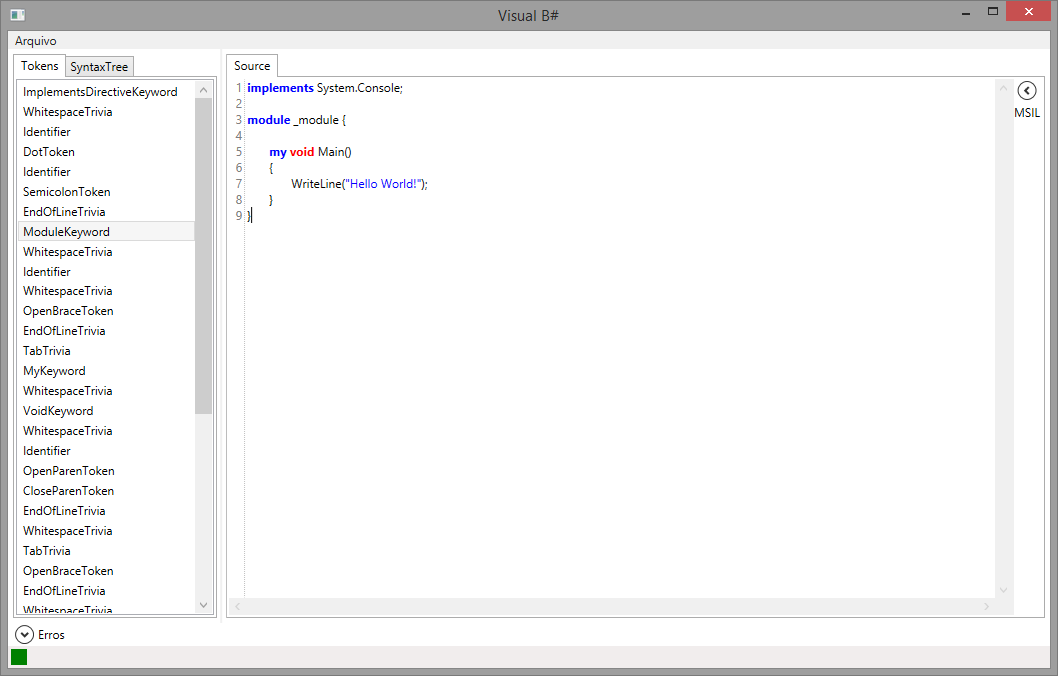 Visual B#
Arquivo
Tokens SyntaxTree
ImplementsDirectiveKeyword
WhitespaceTrivia
Identifier
DotToken
Identifier
SemicolonToken
EndOfLineTrivia
ModuleKeyword
WhitespaceTrivia
Identifier
WhitespaceTrivia
OpenBraceToken
EndOfLineTrivia
TabTrivia
MyKeyword
WhitespaceTrivia
VoidKeyword
WhitespaceTrivia
Identifier
OpenParenToken
CloseParenToken
EndOfLineTrivia
WhitespaceTrivia
TabTrivia
OpenBraceToken
EndOfLineTrivia
WhitespaceTrivia
Source
1 implements System.Console;
2
3 module _module {
4
5 my void Main()
6 {
7 WriteLine("Hello World!");
8 }
9 }
MSIL
Erros